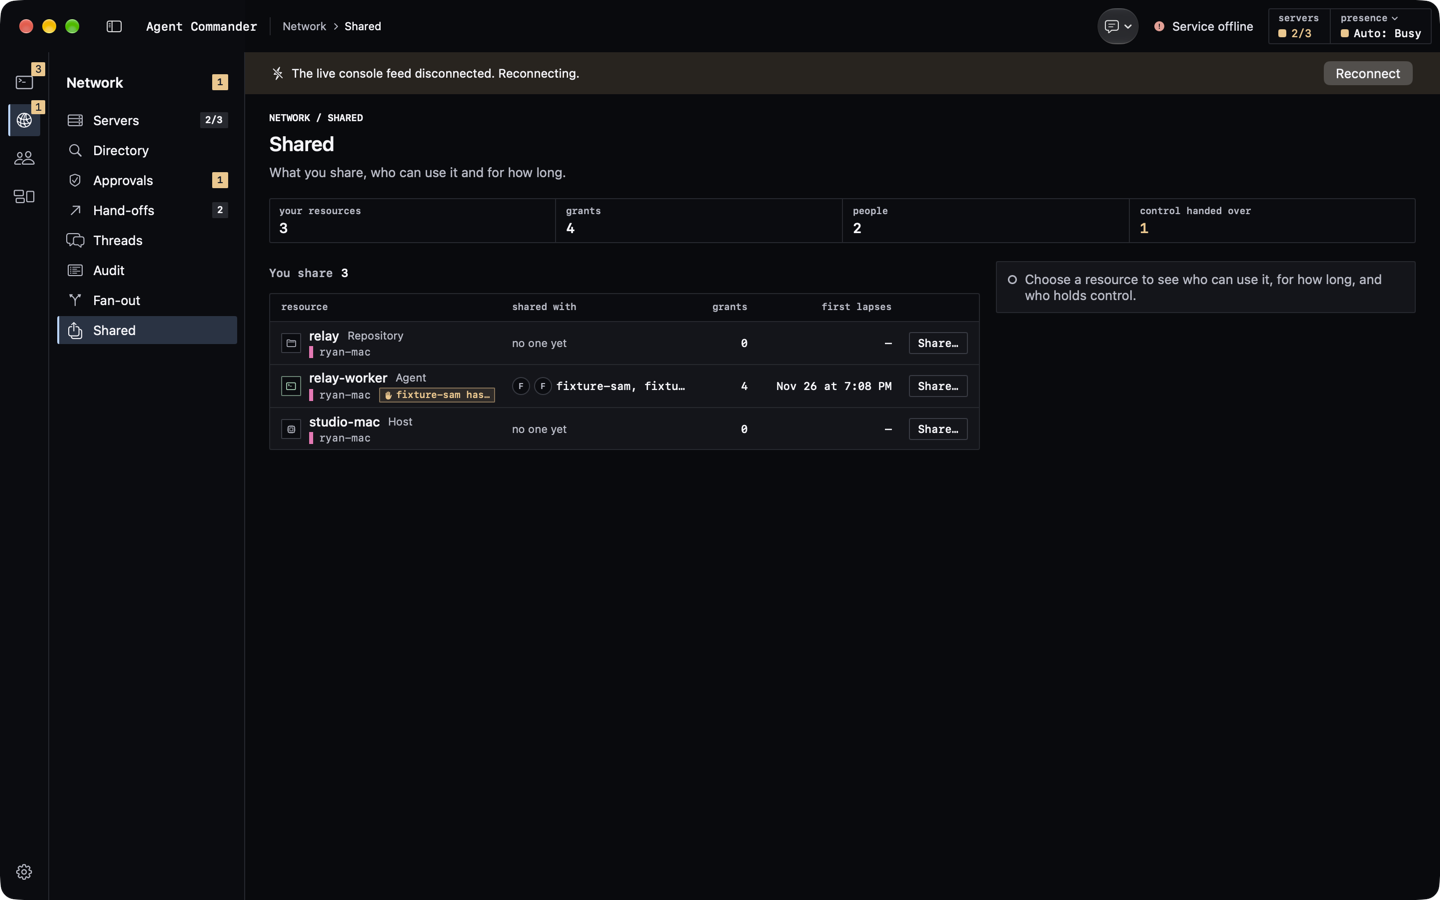 Agent Commander
Network > Shared
Service offline
servers
2/3
presence
Auto: Busy
3
1
Network 1
Servers 2/3
Directory
Approvals 1
Hand-offs 2
Threads
Audit
Fan-out
Shared
The live console feed disconnected. Reconnecting.
Reconnect
NETWORK / SHARED
Shared
What you share, who can use it and for how long.
your resources
3
grants
4
people
2
control handed over
1
You share 3
resource shared with grants first lapses
relay Repository
ryan-mac
no one yet 0 — Share…
relay-worker Agent
ryan-mac fixture-sam has…
F F fixture-sam, fixtu… 4 Nov 26 at 7:08 PM Share…
studio-mac Host
ryan-mac
no one yet 0 — Share…
Choose a resource to see who can use it, for how long, and
who holds control.